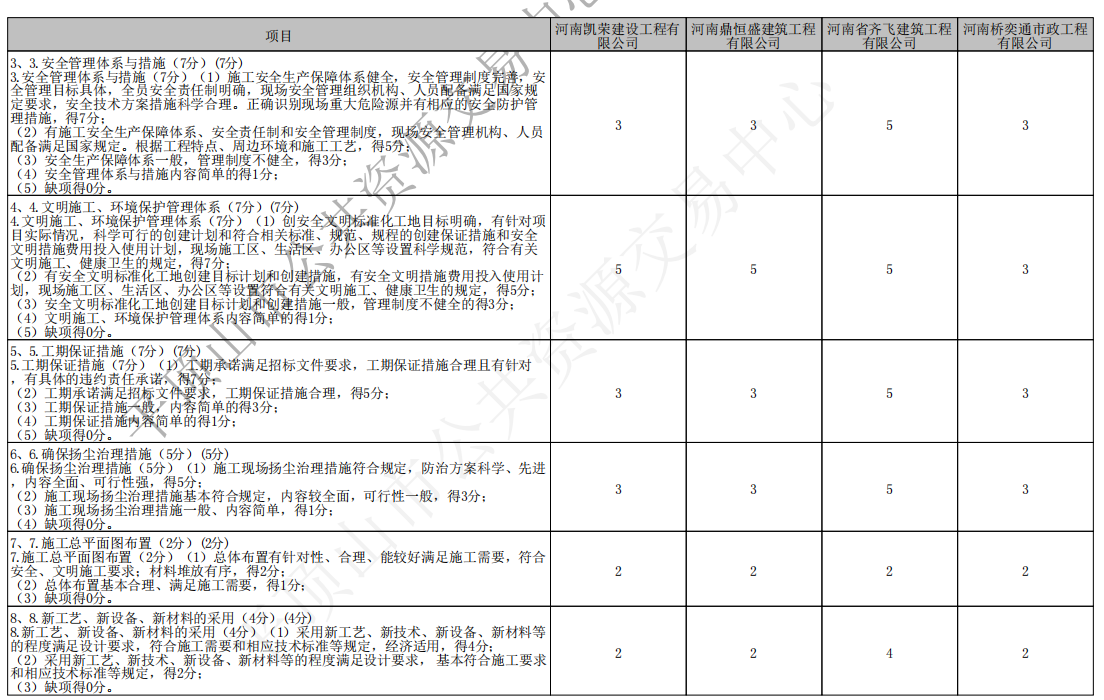 项目
河南凯荣建设工程有
限公司
河南鼎恒盛建筑工程
有限公司
河南省齐飞建筑工程
有限公司
河南桥奕通市政工程
有限公司
3、3.安全管理体系与措施（7分）(7分)
3.安全管理体系与措施（7分）（1）施工安全生产保障体系健全，安全管理制度完善，安
全管理目标具体，全员安全责任制明确，现场安全管理组织机构、人员配备满足国家规
定要求，安全技术方案措施科学合理。正确识别现场重大危险源并有相应的安全防护管
理措施，得7分；
（2）有施工安全生产保障体系、安全责任制和安全管理制度，现场安全管理机构、人员
配备满足国家规定。根据工程特点、周边环境和施工工艺，得5分；
（3）安全生产保障体系一般，管理制度不健全，得3分；
（4）安全管理体系与措施内容简单的得1分；
（5）缺项得0分。
3
3
5
3
4、4.文明施工、环境保护管理体系（7分）(7分)
4.文明施工、环境保护管理体系（7分）（1）创安全文明标准化工地目标明确，有针对项
目实际情况，科学可行的创建计划和符合相关标准、规范、规程的创建保证措施和安全
文明措施费用投入使用计划，现场施工区、生活区、办公区等设置科学规范，符合有关
文明施工、健康卫生的规定，得7分；
（2）有安全文明标准化工地创建目标计划和创建措施，有安全文明措施费用投入使用计
划，现场施工区、生活区、办公区等设置符合有关文明施工、健康卫生的规定，得5分；
（3）安全文明标准化工地创建目标计划和创建措施一般，管理制度不健全的得3分；
（4）文明施工、环境保护管理体系内容简单的得1分；
（5）缺项得0分。
5
5
5
3
5、5.工期保证措施（7分）(7分)
5.工期保证措施（7分）（1）工期承诺满足招标文件要求，工期保证措施合理且有针对
，有具体的违约责任承诺，得7分；
（2）工期承诺满足招标文件要求，工期保证措施合理，得5分；
（3）工期保证措施一般，内容简单的得3分；
（4）工期保证措施内容简单的得1分；
（5）缺项得0分。
3
3
5
3
6、6.确保扬尘治理措施（5分）(5分)
6.确保扬尘治理措施（5分）（1）施工现场扬尘治理措施符合规定，防治方案科学、先进
，内容全面、可行性强，得5分；
（2）施工现场扬尘治理措施基本符合规定，内容较全面，可行性一般，得3分；
（3）施工现场扬尘治理措施一般、内容简单，得1分；
（4）缺项得0分。
3
3
5
3
7、7.施工总平面图布置（2分）(2分)
7.施工总平面图布置（2分）（1）总体布置有针对性、合理、能较好满足施工需要，符合
安全、文明施工要求；材料堆放有序，得2分；
（2）总体布置基本合理、满足施工需要，得1分；
（3）缺项得0分。
2
2
2
2
8、8.新工艺、新设备、新材料的采用（4分）(4分)
8.新工艺、新设备、新材料的采用（4分）（1）采用新工艺、新技术、新设备、新材料等
的程度满足设计要求，符合施工需要和相应技术标准等规定，经济适用，得4分；
（2）采用新工艺、新技术、新设备、新材料等的程度满足设计要求， 基本符合施工要求
和相应技术标准等规定，得2分；
（3）缺项得0分。
2
2
4
2
平顶山市公共资源交易中心
顶山市公共资源交易中心